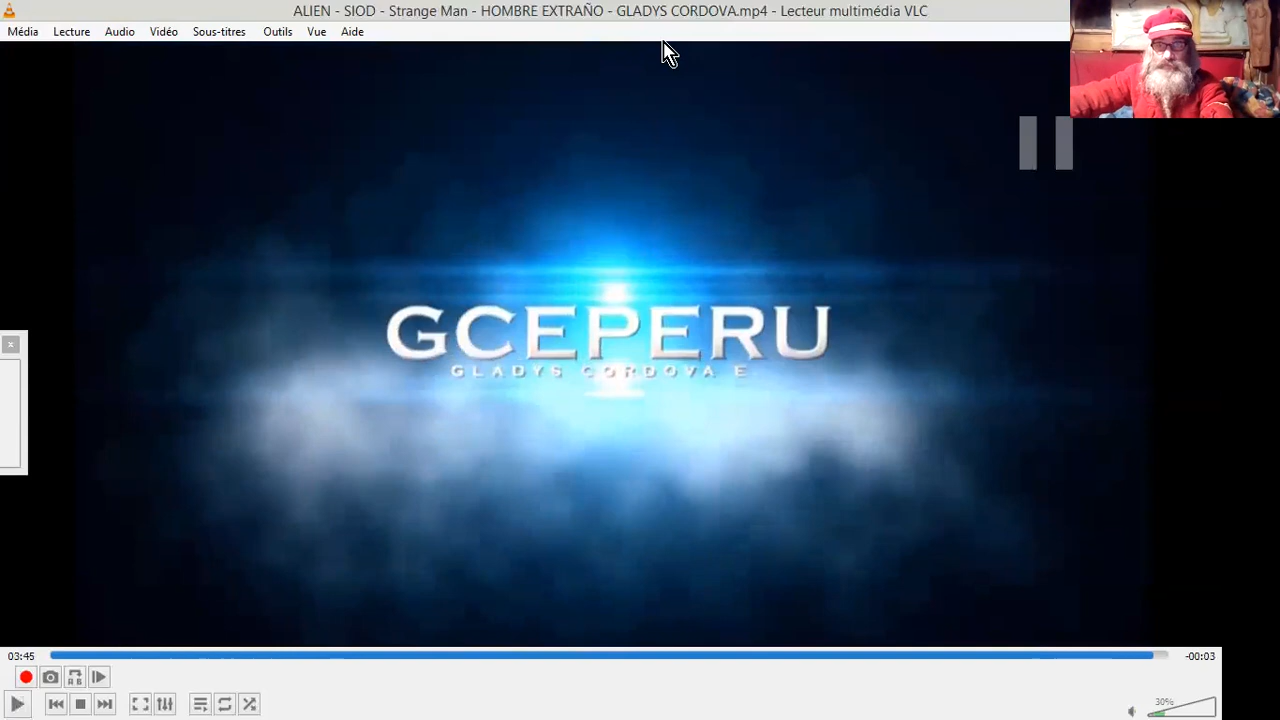 ALIEN - SIOD - Strange Man - HOMBRE EXTRAÑO - GLADYS CORDOVA.mp4 - Lecteur multimédia VLC
Média Lecture Audio Vidéo Sous-titres Outils Vue Aide
GCEPERU
GLADYS CORDOVA E
x
03:45
-00:03
A B
30%